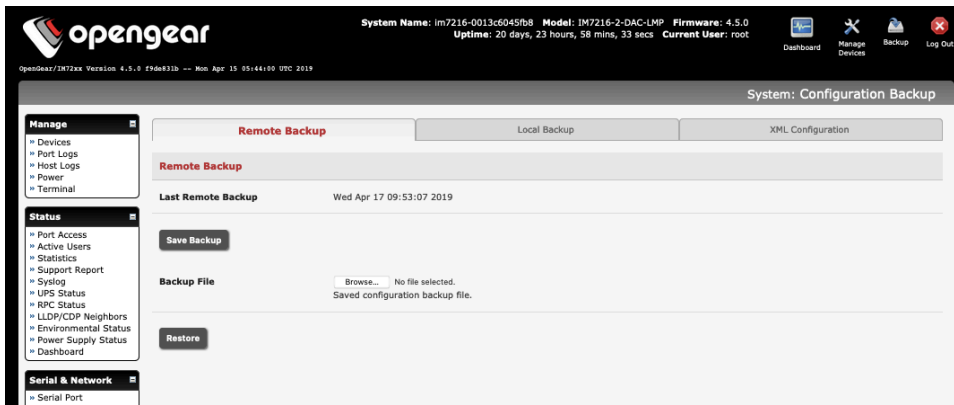 opengear
System Name: im7216-0013c6045fb8 Model: IM7216-2-DAC-LMP Firmware: 4.5.0
Uptime: 20 days, 23 hours, 58 mins, 33 secs Current User: root
Dashboard
Manage
Devices
Backup
Log Out
OpenGear/IM72xx Version 4.5.0 f9de831b -- Mon Apr 15 05:44:00 UTC 2019
System: Configuration Backup
Manage
» Devices
» Port Logs
» Host Logs
» Power
» Terminal
Status
» Port Access
» Active Users
» Statistics
» Support Report
» Syslog
» UPS Status
» RPC Status
» LLDP/CDP Neighbors
» Environmental Status
» Power Supply Status
» Dashboard
Serial & Network
» Serial Port
Remote Backup
Local Backup
XML Configuration
Remote Backup
Last Remote Backup Wed Apr 17 09:53:07 2019
Save Backup
Backup File Browse... No file selected.
Saved configuration backup file.
Restore